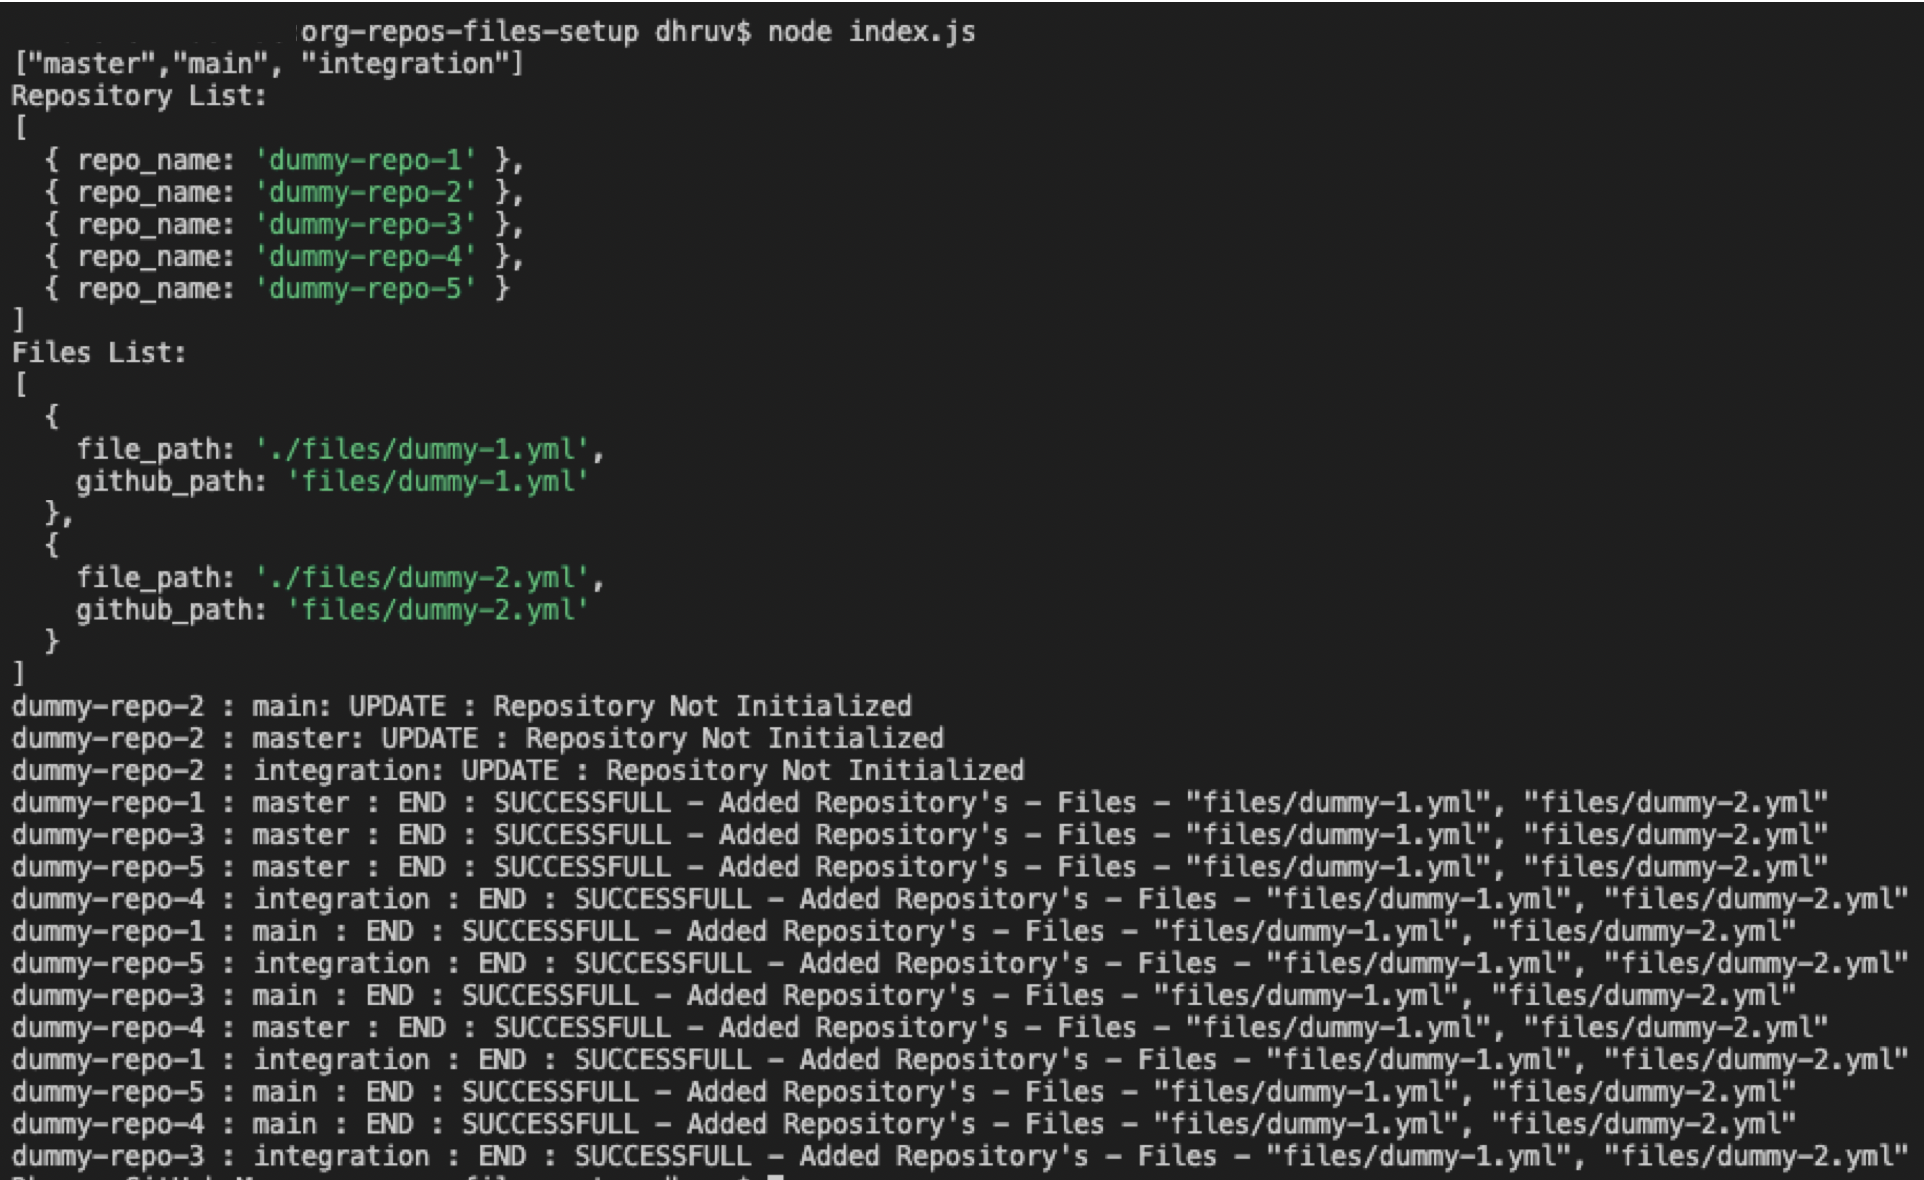 org-repos-files-setup dhruv$ node index.js
["master","main", "integration"]
Repository List:
[
{ repo_name: 'dummy-repo-1' },
{ repo_name: 'dummy-repo-2' },
{ repo_name: 'dummy-repo-3' },
{ repo_name: 'dummy-repo-4' },
{ repo_name: 'dummy-repo-5' }
]
Files List:
[
{
file_path: './files/dummy-1.yml',
github_path: 'files/dummy-1.yml'
},
{
file_path: './files/dummy-2.yml',
github_path: 'files/dummy-2.yml'
}
]
dummy-repo-2 : main: UPDATE : Repository Not Initialized
dummy-repo-2 : master: UPDATE : Repository Not Initialized
dummy-repo-2 : integration: UPDATE : Repository Not Initialized
dummy-repo-1 : master : END : SUCCESSFULL – Added Repository's – Files – "files/dummy-1.yml", "files/dummy-2.yml"
dummy-repo-3 : master : END : SUCCESSFULL – Added Repository's – Files – "files/dummy-1.yml", "files/dummy-2.yml"
dummy-repo-5 : master : END : SUCCESSFULL – Added Repository's – Files – "files/dummy-1.yml", "files/dummy-2.yml"
dummy-repo-4 : integration : END : SUCCESSFULL – Added Repository's – Files – "files/dummy-1.yml", "files/dummy-2.yml"
dummy-repo-1 : main : END : SUCCESSFULL – Added Repository's – Files – "files/dummy-1.yml", "files/dummy-2.yml"
dummy-repo-5 : integration : END : SUCCESSFULL – Added Repository's – Files – "files/dummy-1.yml", "files/dummy-2.yml"
dummy-repo-3 : main : END : SUCCESSFULL – Added Repository's – Files – "files/dummy-1.yml", "files/dummy-2.yml"
dummy-repo-4 : master : END : SUCCESSFULL – Added Repository's – Files – "files/dummy-1.yml", "files/dummy-2.yml"
dummy-repo-1 : integration : END : SUCCESSFULL – Added Repository's – Files – "files/dummy-1.yml", "files/dummy-2.yml"
dummy-repo-5 : main : END : SUCCESSFULL – Added Repository's – Files – "files/dummy-1.yml", "files/dummy-2.yml"
dummy-repo-4 : main : END : SUCCESSFULL – Added Repository's – Files – "files/dummy-1.yml", "files/dummy-2.yml"
dummy-repo-3 : integration : END : SUCCESSFULL – Added Repository's – Files – "files/dummy-1.yml", "files/dummy-2.yml"